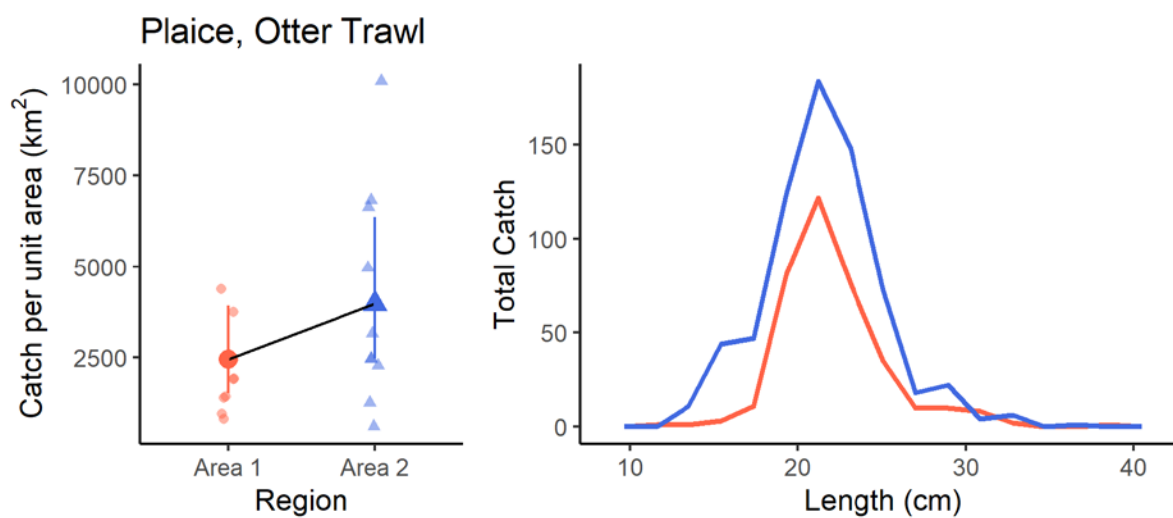 Plaice, Otter Trawl
Catch per unit area (km²)
10000
7500
5000
2500
Area 1
Area 2
Region
Total Catch
150
100
50
0
10
20
30
40
Length (cm)